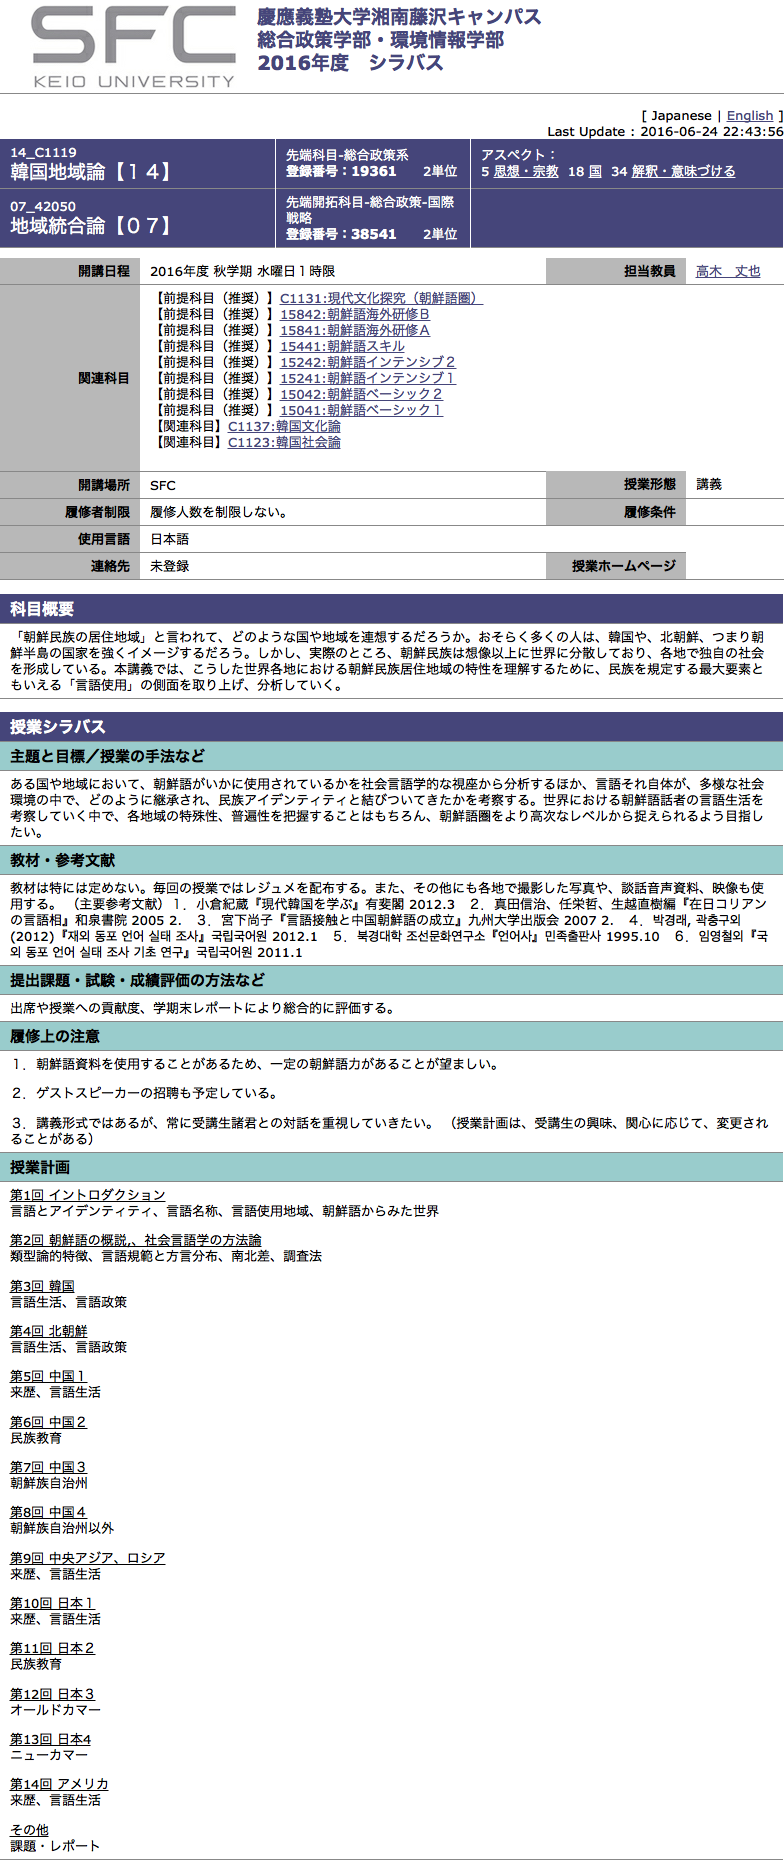 SFC
KEIO UNIVERSITY
慶應義塾大学湘南藤沢キャンパス
総合政策学部・環境情報学部
2016年度　シラバス
[ Japanese | English ]
Last Update : 2016-06-24 22:43:56
14_C1119
韓国地域論【１４】
先端科目-総合政策系
登録番号：19361　　2単位
アスペクト：
5 思想・宗教 18 国 34 解釈・意味づける
07_42050
地域統合論【０７】
先端開拓科目-総合政策-国際
戦略
登録番号：38541　　2単位
開講日程 2016年度 秋学期 水曜日１時限 担当教員 高木　丈也
関連科目
【前提科目（推奨）】C1131:現代文化探究（朝鮮語圏）
【前提科目（推奨）】15842:朝鮮語海外研修Ｂ
【前提科目（推奨）】15841:朝鮮語海外研修Ａ
【前提科目（推奨）】15441:朝鮮語スキル
【前提科目（推奨）】15242:朝鮮語インテンシブ２
【前提科目（推奨）】15241:朝鮮語インテンシブ１
【前提科目（推奨）】15042:朝鮮語ベーシック２
【前提科目（推奨）】15041:朝鮮語ベーシック１
【関連科目】C1137:韓国文化論
【関連科目】C1123:韓国社会論
開講場所 SFC 授業形態 講義
履修者制限 履修人数を制限しない。 履修条件
使用言語 日本語
連絡先 未登録 授業ホームページ
科目概要
「朝鮮民族の居住地域」と言われて、どのような国や地域を連想するだろうか。おそらく多くの人は、韓国や、北朝鮮、つまり朝
鮮半島の国家を強くイメージするだろう。しかし、実際のところ、朝鮮民族は想像以上に世界に分散しており、各地で独自の社会
を形成している。本講義では、こうした世界各地における朝鮮民族居住地域の特性を理解するために、民族を規定する最大要素と
もいえる「言語使用」の側面を取り上げ、分析していく。
授業シラバス
主題と目標／授業の手法など
ある国や地域において、朝鮮語がいかに使用されているかを社会言語学的な視座から分析するほか、言語それ自体が、多様な社会
環境の中で、どのように継承され、民族アイデンティティと結びついてきたかを考察する。世界における朝鮮語話者の言語生活を
考察していく中で、各地域の特殊性、普遍性を把握することはもちろん、朝鮮語圏をより高次なレベルから捉えられるよう目指し
たい。
教材・参考文献
教材は特には定めない。毎回の授業ではレジュメを配布する。また、その他にも各地で撮影した写真や、談話音声資料、映像も使
用する。 （主要参考文献）１．小倉紀蔵『現代韓国を学ぶ』有斐閣 2012.3　２．真田信治、任栄哲、生越直樹編『在日コリアン
の言語相』和泉書院 2005 2.　３．宮下尚子『言語接触と中国朝鮮語の成立』九州大学出版会 2007 2.　４．박경래, 곽충구외
(2012)『재외 동포 언어 실태 조사』국립국어원 2012.1　５．북경대학 조선문화연구소『언어사』민족출판사 1995.10　６．임영철외『국
외 동포 언어 실태 조사 기초 연구』국립국어원 2011.1
提出課題・試験・成績評価の方法など
出席や授業への貢献度、学期末レポートにより総合的に評価する。
履修上の注意
１．朝鮮語資料を使用することがあるため、一定の朝鮮語力があることが望ましい。
２．ゲストスピーカーの招聘も予定している。
３．講義形式ではあるが、常に受講生諸君との対話を重視していきたい。 （授業計画は、受講生の興味、関心に応じて、変更され
ることがある）
授業計画
第1回 イントロダクション
言語とアイデンティティ、言語名称、言語使用地域、朝鮮語からみた世界
第2回 朝鮮語の概説,、社会言語学の方法論
類型論的特徴、言語規範と方言分布、南北差、調査法
第3回 韓国
言語生活、言語政策
第4回 北朝鮮
言語生活、言語政策
第5回 中国１
来歴、言語生活
第6回 中国２
民族教育
第7回 中国３
朝鮮族自治州
第8回 中国４
朝鮮族自治州以外
第9回 中央アジア、ロシア
来歴、言語生活
第10回 日本１
来歴、言語生活
第11回 日本２
民族教育
第12回 日本３
オールドカマー
第13回 日本4
ニューカマー
第14回 アメリカ
来歴、言語生活
その他
課題・レポート